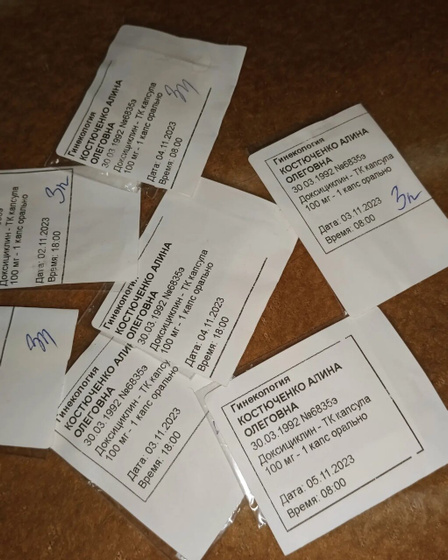 Гинекология
КОСТЮЧЕНКО АЛИНА
ОЛЕГОВНА
30.03.1992 №6835э
Доксициклин - ТК капсула
100 мг - 1 капс орально
Дата: 04.11.2023
Время: 08:00
Гинекология
КОСТЮЧЕНКО АЛИНА
ОЛЕГОВНА
30.03.1992 №6835э
Доксициклин - ТК капсула
100 мг - 1 капс орально
Дата: 03.11.2023
Время: 08:00
Доксициклин - ТК капсула
100 мг - 1 капс орально
Дата: 02.11.2023
Время: 18:00
КОСТЮЧЕНКО АЛИНА
ОЛЕГОВНА
30.03.1992 №6835э
Доксициклин - ТК капсула
100 мг - 1 капс орально
Дата: 04.11.2023
Время: 18:00
Гинекология
КОСТЮЧЕНКО
ОЛЕГОВНА
30.03.1992 №6835э
Доксициклин - ТК
100 мг - 1 капс орально
Дата: 03.11.2023
Время: 18:00
Гинекология
КОСТЮЧЕНКО АЛИНА
ОЛЕГОВНА
30.03.1992 №6835э
Доксициклин - ТК капсула
100 мг - 1 капс орально
Дата: 05.11.2023
Время: 08:00